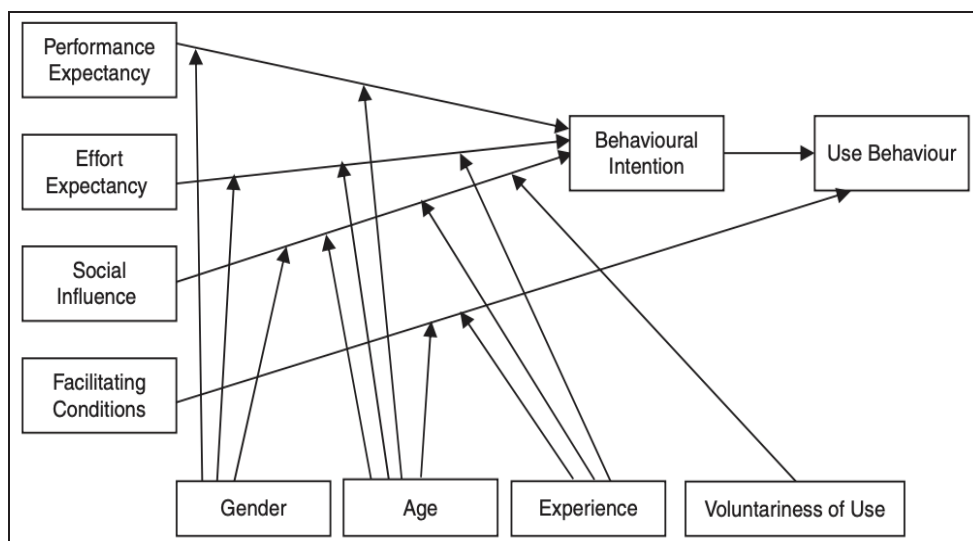 Performance
Expectancy
Effort
Expectancy
Social
Influence
Facilitating
Conditions
Behavioural
Intention
Use Behaviour
Gender
Age
Experience
Voluntariness of Use